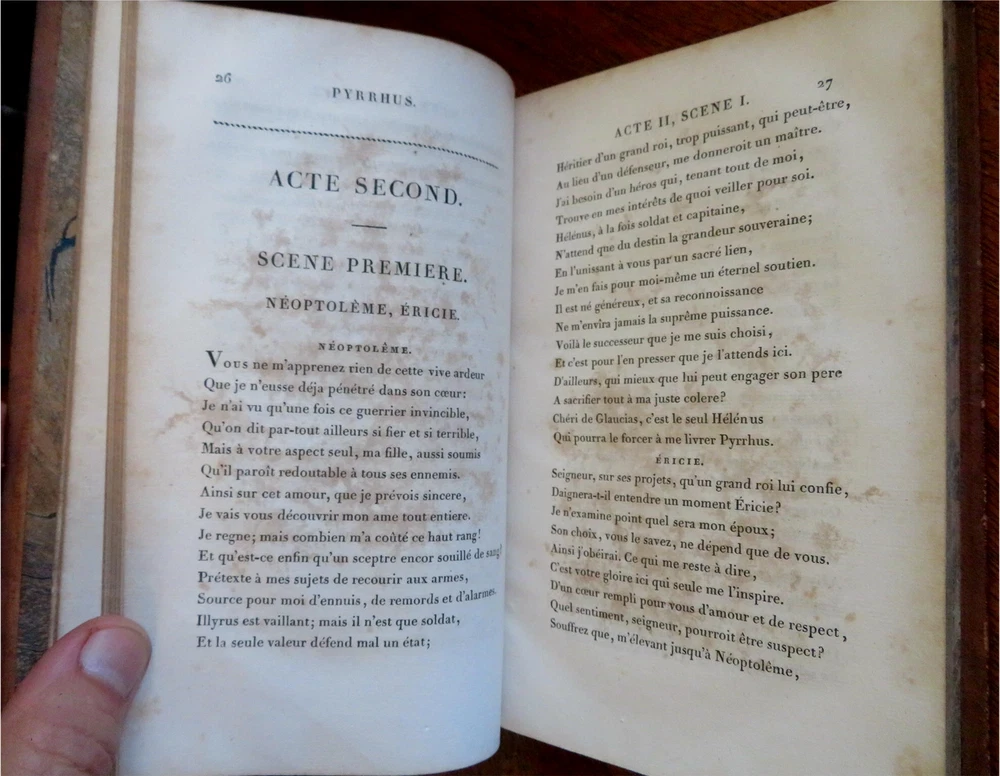 26
PYRRHUS.
ACTE SECOND.
SCENE PREMIERE.
NÉOPTOLÊME, ÉRICIE.
NÉOPTOLÊME.
Vous ne m'apprenez rien de cette vive ardeur
Que je n'eusse déja pénétré dans son cœur:
Je n'ai vu qu'une fois ce guerrier invincible,
Qu'on dit par-tout ailleurs si fier et si terrible,
Mais à votre aspect seul, ma fille, aussi soumis
Qu'il paroît redoutable à tous ses ennemis.
Ainsi sur cet amour, que je prévois sincere,
Je vais vous découvrir mon ame tout entiere.
Je regne; mais combien m'a coûté ce haut rang!
Et qu'est-ce enfin qu'un sceptre encor souillé de sang!
Prétexte à mes sujets de recourir aux armes,
Source pour moi d'ennuis, de remords et d'alarmes.
Illyrus est vaillant; mais il n'est que soldat,
Et la seule valeur défend mal un état;
27
ACTE II, SCENE I.
Héritier d'un grand roi, trop puissant, qui peut-être,
Au lieu d'un défenseur, me donneroit un maître.
J'ai besoin d'un héros qui, tenant tout de moi,
Trouve en mes intérêts de quoi veiller pour soi.
Hélénus, à la fois soldat et capitaine,
N'attend que du destin la grandeur souveraine;
En l'unissant à vous par un sacré lien,
Je m'en fais pour moi-même un éternel soutien.
Il est né généreux, et sa reconnoissance
Ne m'envîra jamais la suprême puissance.
Voilà le successeur que je me suis choisi,
Et c'est pour l'en presser que je l'attends ici.
D'ailleurs, qui mieux que lui peut engager son pere
A sacrifier tout à ma juste colere?
Chéri de Glaucias, c'est le seul Hélénus
Qui pourra le forcer à me livrer Pyrrhus.
ÉRICIE.
Seigneur, sur ses projets, qu'un grand roi lui confie,
Daignera-t-il entendre un moment Éricie?
Je n'examine point quel sera mon époux;
Son choix, vous le savez, ne dépend que de vous.
Ainsi j'obéirai. Ce qui me reste à dire,
C'est votre gloire ici qui seule me l'inspire.
D'un cœur rempli pour vous d'amour et de respect,
Quel sentiment, seigneur, pourroit être suspect?
Souffrez que, m'élevant jusqu'à Néoptolême,